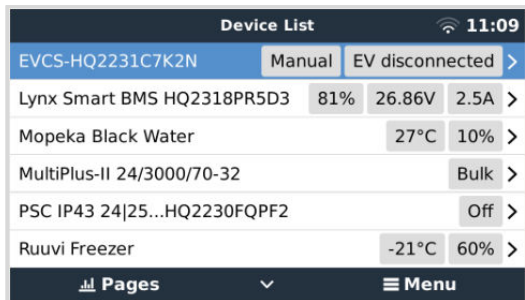 Device List 11:09
EVCS-HQ2231C7K2N Manual EV disconnected
Lynx Smart BMS HQ2318PR5D3 81% 26.86V 2.5A
Mopeka Black Water 27°C 10%
MultiPlus-II 24/3000/70-32 Bulk
PSC IP43 24|25...HQ2230FQPF2 Off
Ruuvi Freezer -21°C 60%
Pages Menu